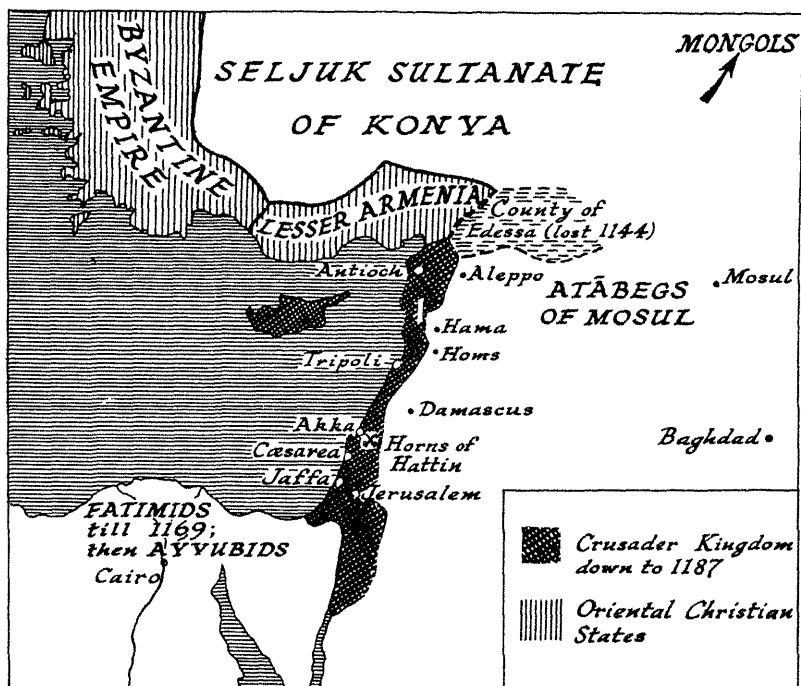 BYZANTINE
EMPIRE
SELJUK SULTANATE
OF KONYA
MONGOLS
LESSER ARMENIA
County of
Edessa (lost 1144)
Antioch
Aleppo
ATĀBEGS
OF MOSUL
Mosul
Hama
Homs
Tripoli
Damascus
Akka
Cæsarea
Horns of
Hattin
Baghdad
Jaffa
Jerusalem
FATIMIDS
till 1169;
then AYYUBIDS
Cairo
Crusader Kingdom
down to 1187
Oriental Christian
States